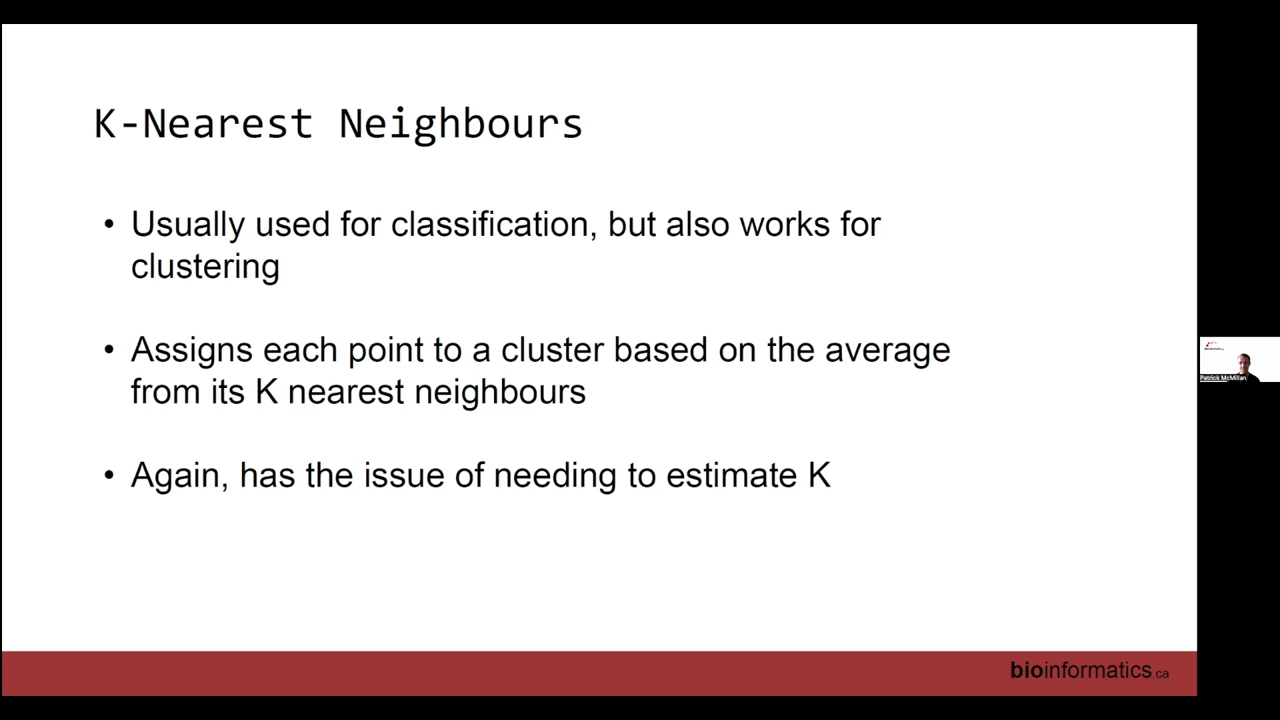 K-Nearest Neighbours
• Usually used for classification, but also works for
clustering
• Assigns each point to a cluster based on the average
from its K nearest neighbours
• Again, has the issue of needing to estimate K
Patrick McMillan
bioinformatics.ca